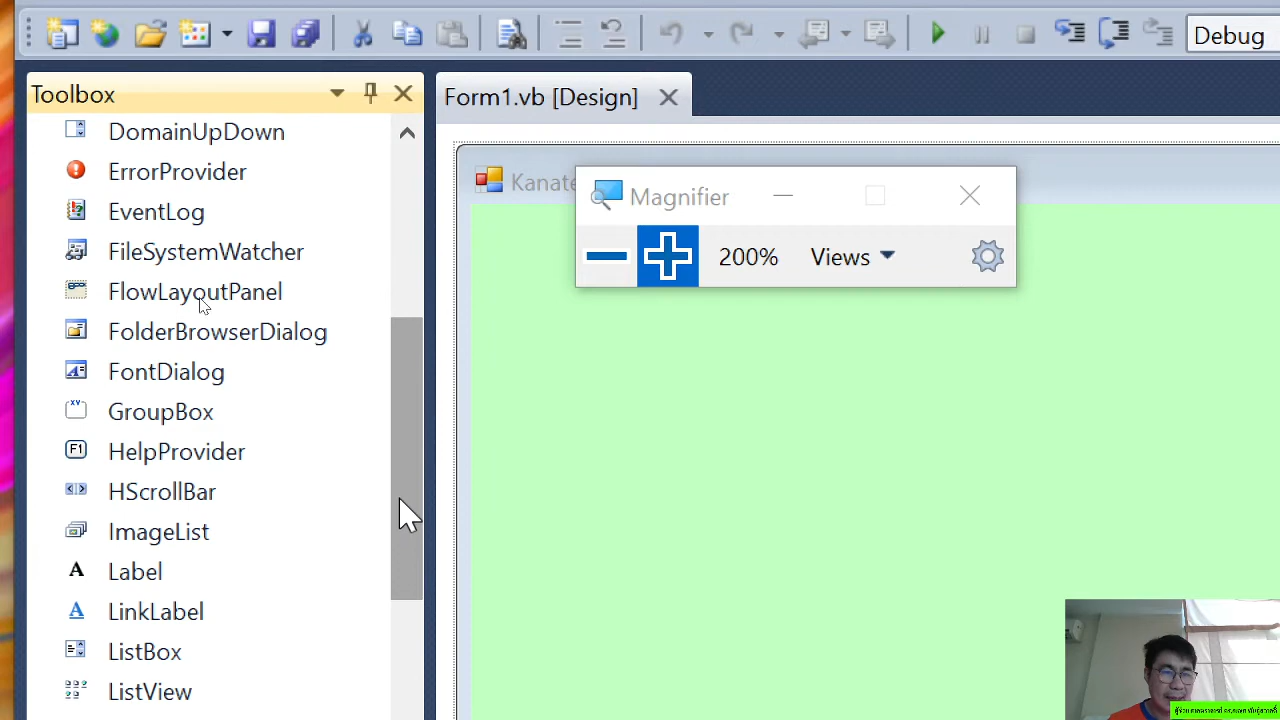 Debug
Toolbox
Form1.vb [Design]
DomainUpDown
ErrorProvider
EventLog
FileSystemWatcher
FlowLayoutPanel
FolderBrowserDialog
FontDialog
GroupBox
HelpProvider
HScrollBar
ImageList
Label
LinkLabel
ListBox
ListView
Kanate
Magnifier
200%
Views